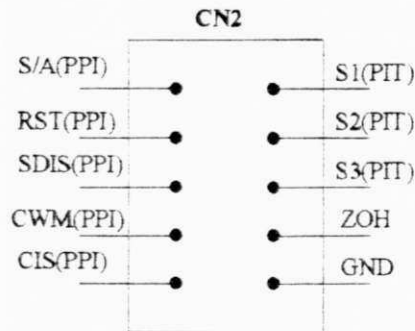 CN2
S/A(PPI) S1(PIT)
RST(PPI) S2(PIT)
SDIS(PPI) S3(PIT)
CWM(PPI) ZOH
CIS(PPI) GND